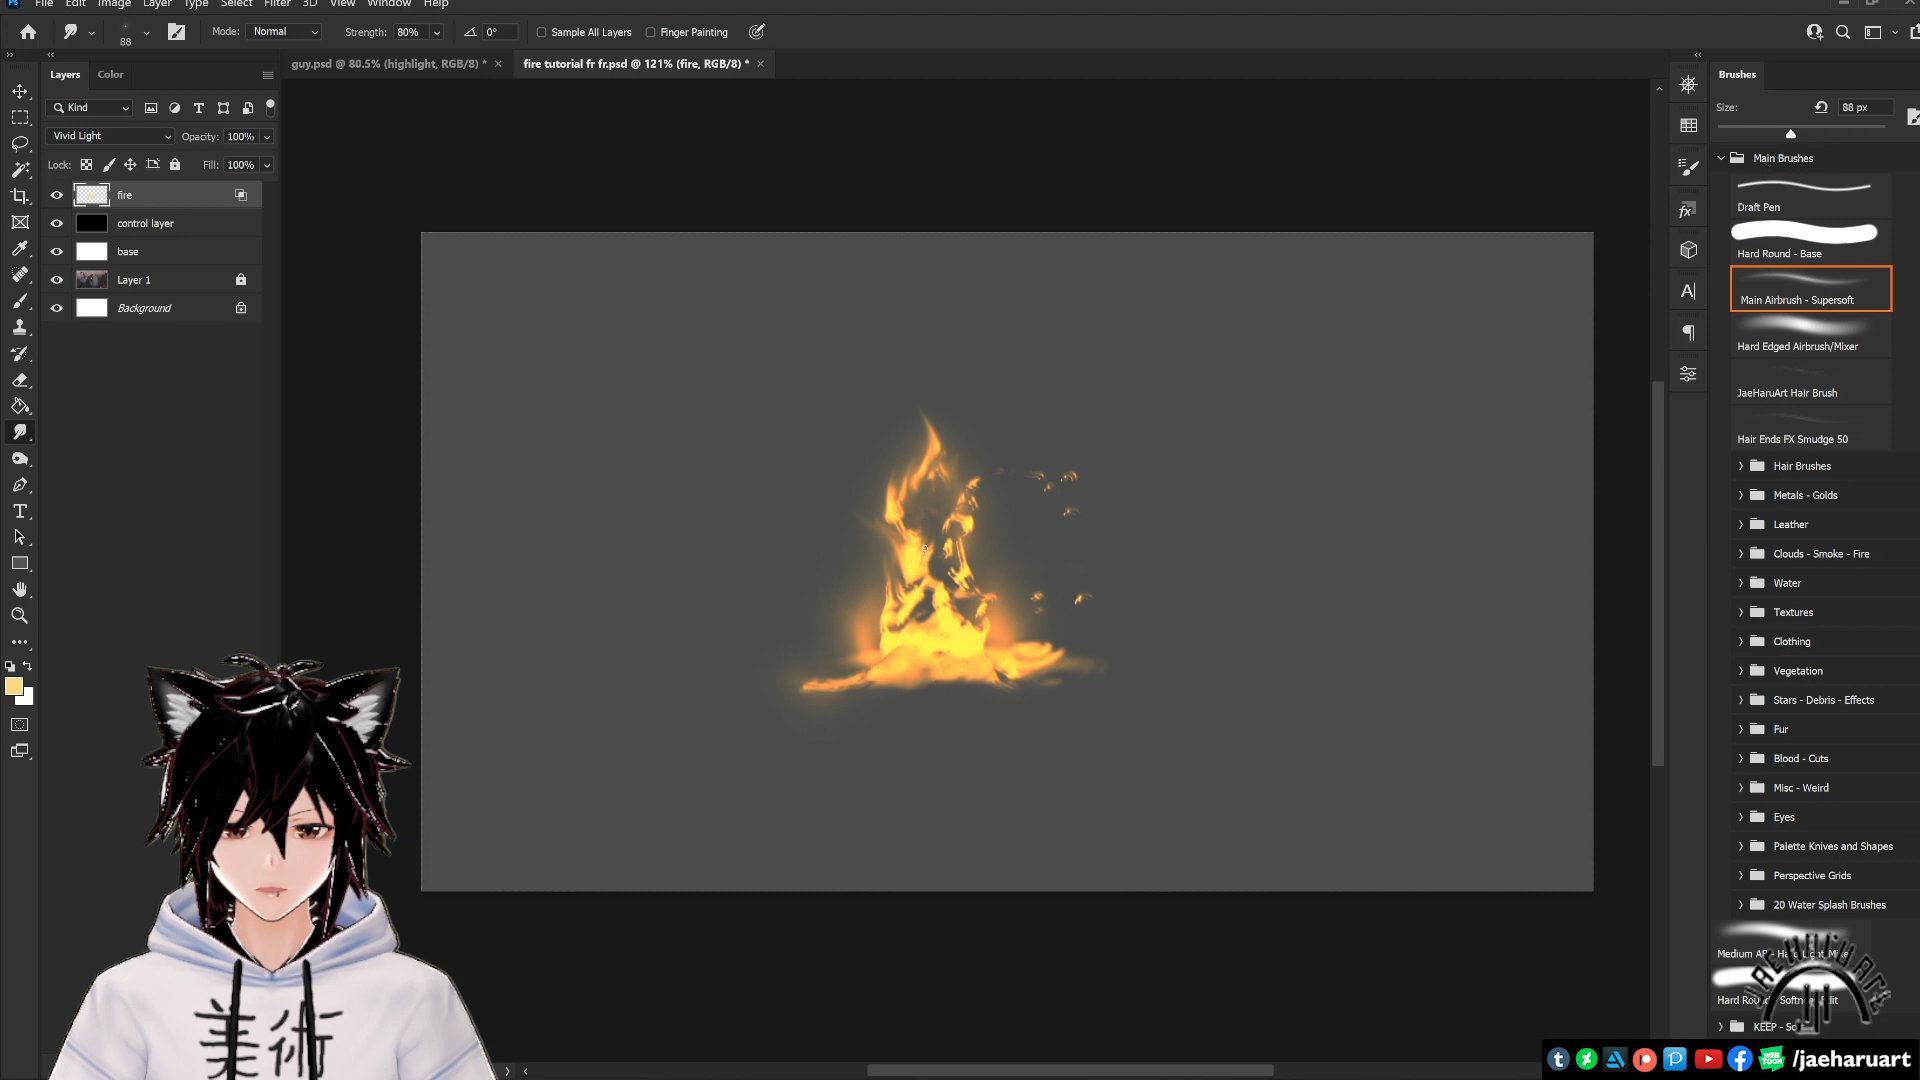 File Edit Image Layer Type Select Filter 3D View Window Help
88 Mode: Normal Strength: 80% 0° Sample All Layers Finger Painting
Layers Color
guy.psd @ 80.5% (highlight, RGB/8) *
fire tutorial fr fr.psd @ 121% (fire, RGB/8) *
Kind
Vivid Light Opacity: 100%
Lock: Fill: 100%
fire
control layer
base
Layer 1
Background
Brushes
Size: 88 px
Main Brushes
Draft Pen
Hard Round - Base
Main Airbrush - Supersoft
Hard Edged Airbrush/Mixer
JaeHaruArt Hair Brush
Hair Ends FX Smudge 50
Hair Brushes
Metals - Golds
Leather
Clouds - Smoke - Fire
Water
Textures
Clothing
Vegetation
Stars - Debris - Effects
Fur
Blood - Cuts
Misc - Weird
Eyes
Palette Knives and Shapes
Perspective Grids
20 Water Splash Brushes
JAEHARUART
美術
/jaeharuart